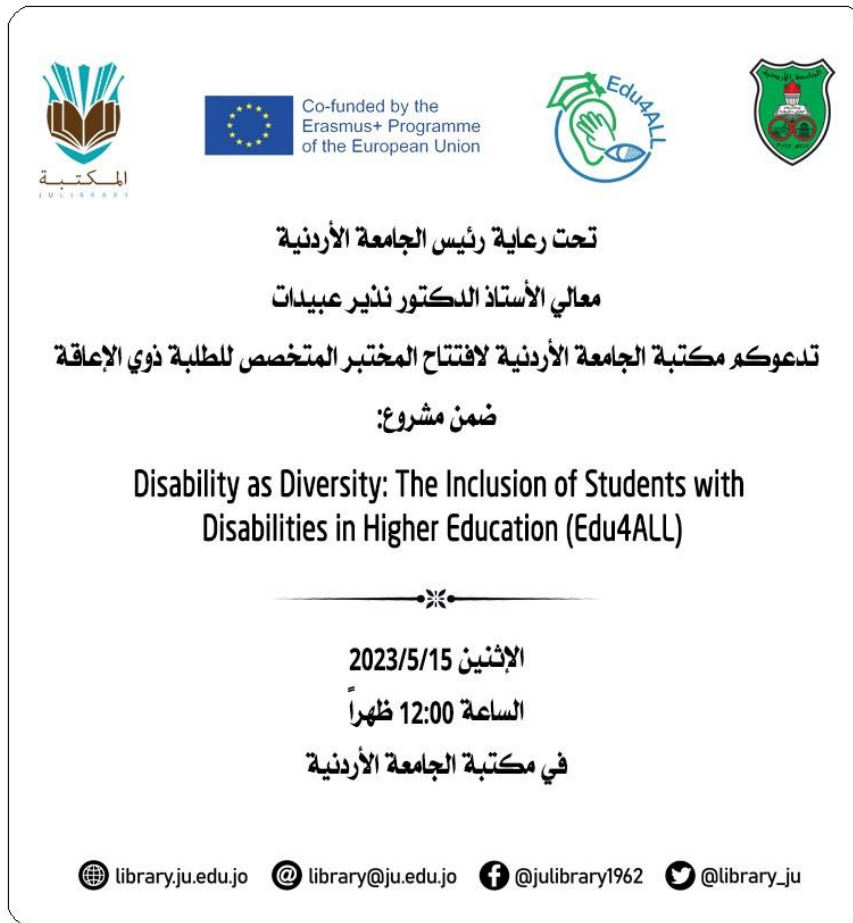 المكتبة
JULIBRARY
Co-funded by the
Erasmus+ Programme
of the European Union
Edu4ALL
الجامعة الأردنية
تحت رعاية رئيس الجامعة الأردنية
معالي الأستاذ الدكتور نذير عبيدات
تدعوكم مكتبة الجامعة الأردنية لافتتاح المختبر المتخصص للطلبة ذوي الإعاقة
ضمن مشروع:
Disability as Diversity: The Inclusion of Students with
Disabilities in Higher Education (Edu4ALL)
الإثنين 2023/5/15
الساعة 12:00 ظهراً
في مكتبة الجامعة الأردنية
library.ju.edu.jo library@ju.edu.jo @julibrary1962 @library_ju